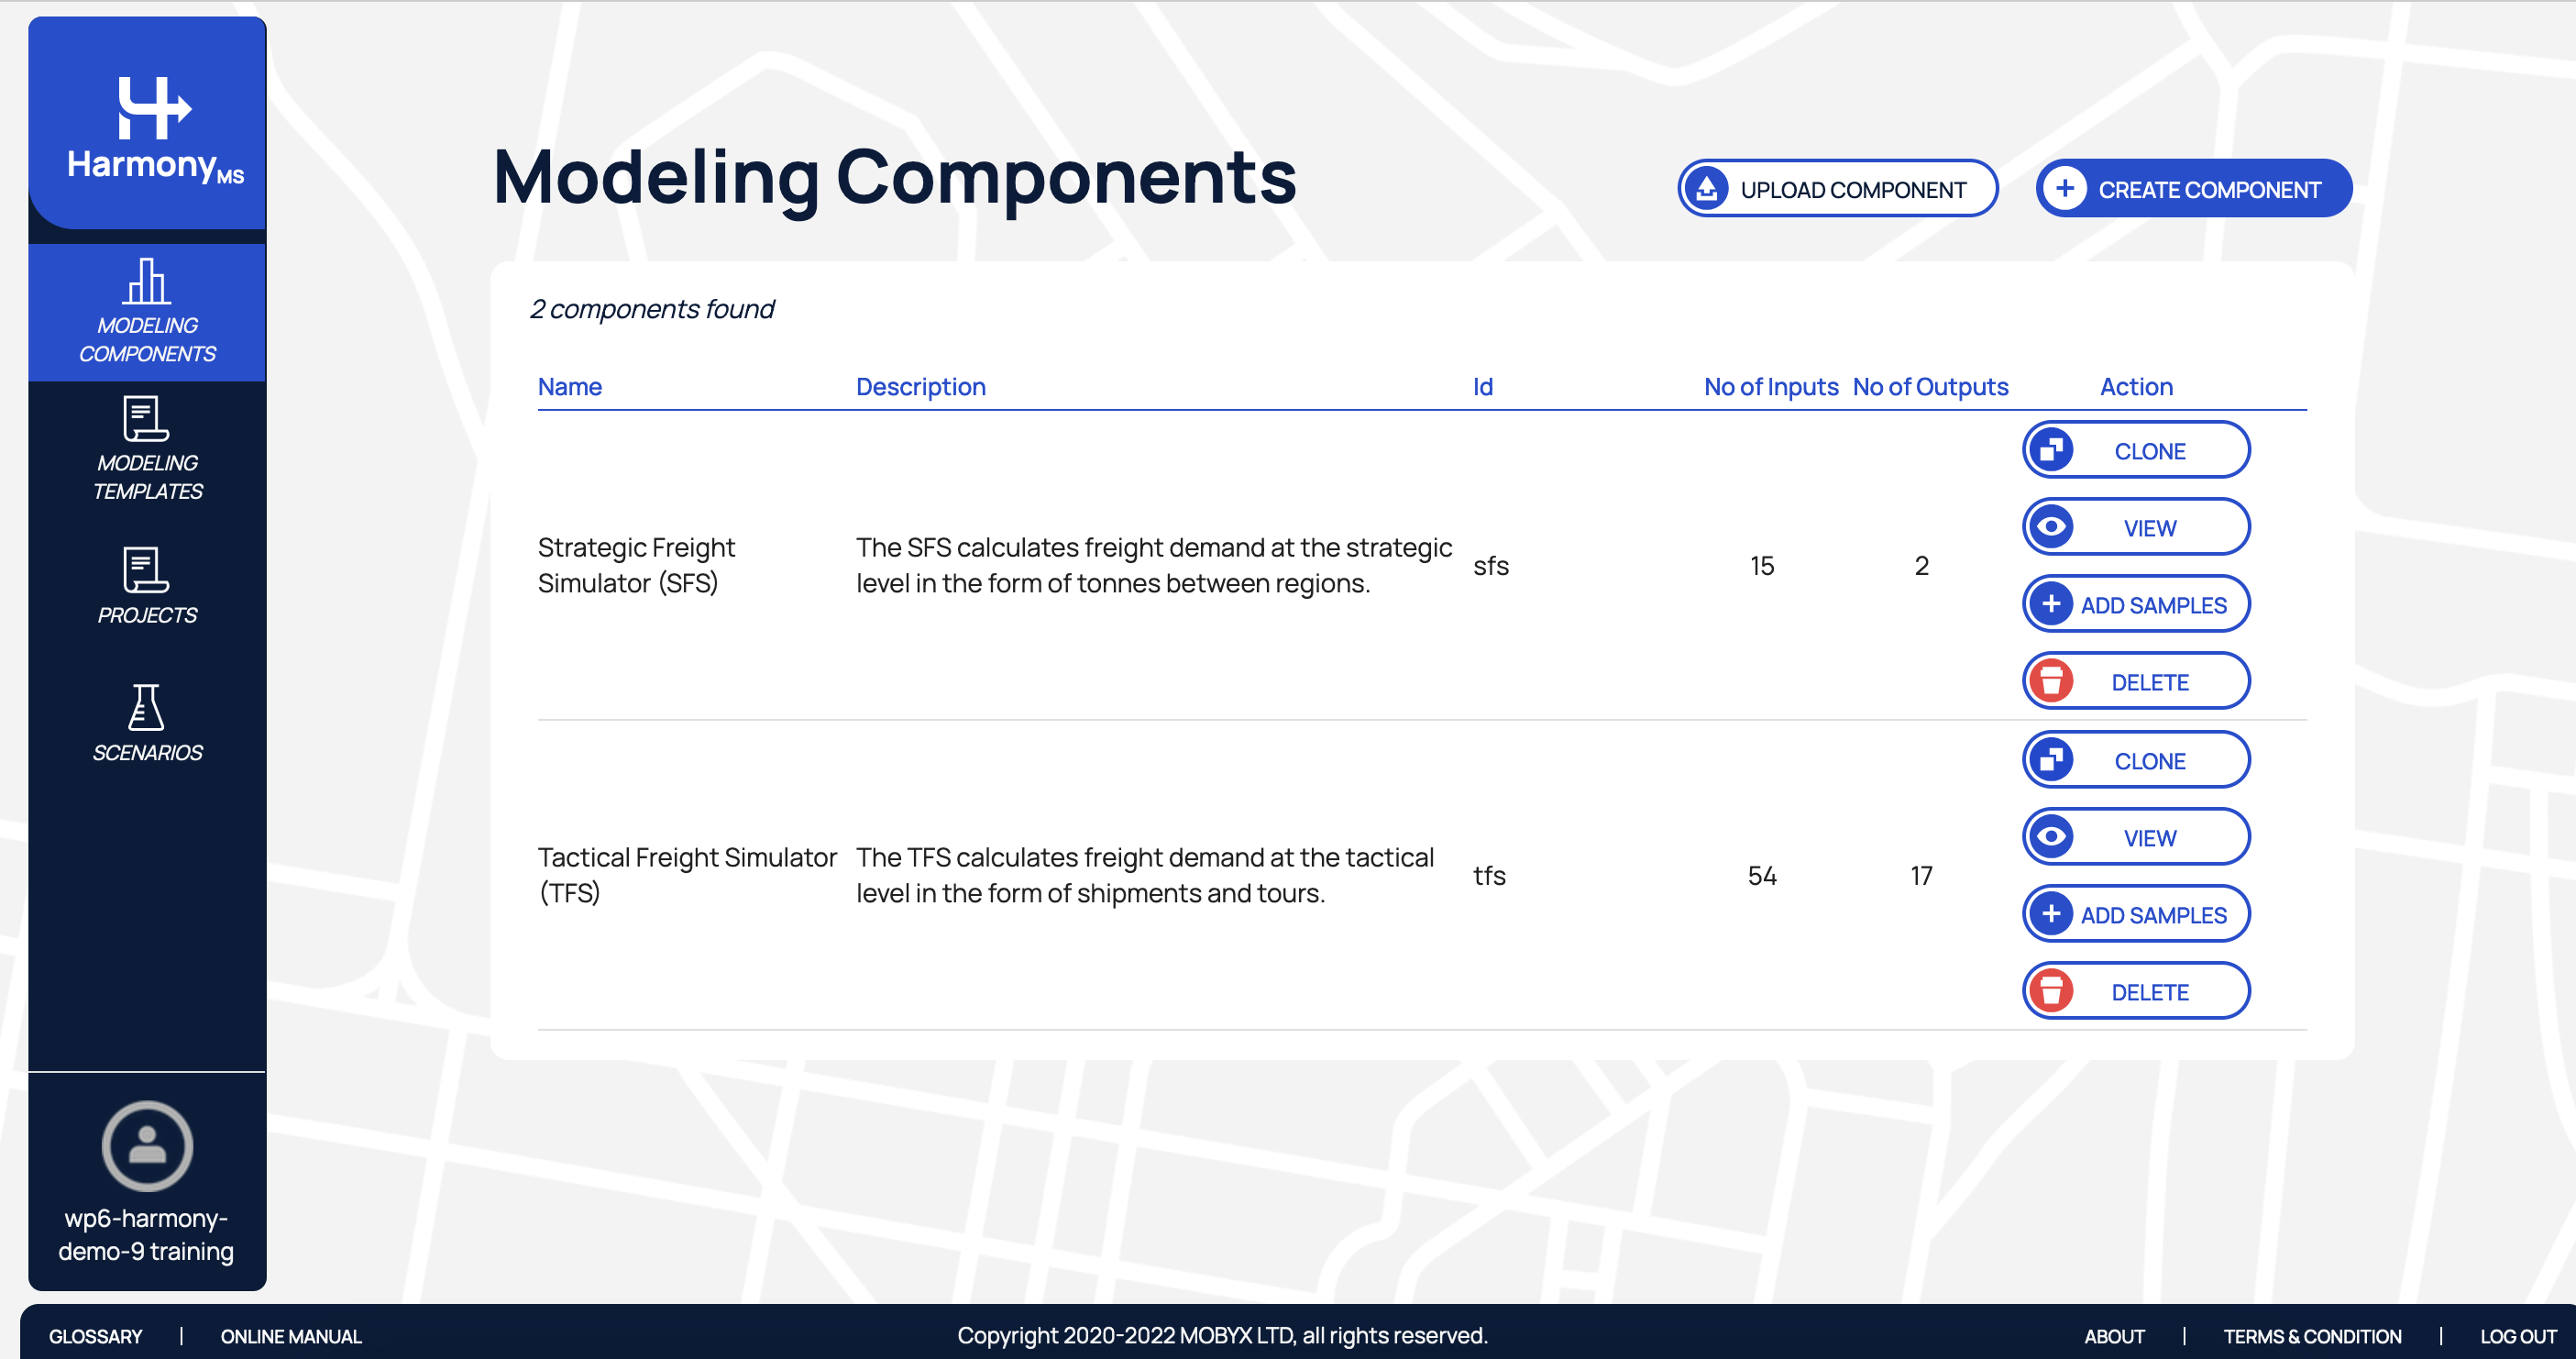 Harmony MS
MODELING
COMPONENTS
MODELING
TEMPLATES
PROJECTS
SCENARIOS
wp6-harmony-
demo-9 training
Modeling Components
UPLOAD COMPONENT
CREATE COMPONENT
2 components found
Name Description Id No of Inputs No of Outputs Action
Strategic Freight
Simulator (SFS)
The SFS calculates freight demand at the strategic
level in the form of tonnes between regions.
sfs
15
2
CLONE
VIEW
ADD SAMPLES
DELETE
Tactical Freight Simulator
(TFS)
The TFS calculates freight demand at the tactical
level in the form of shipments and tours.
tfs
54
17
CLONE
VIEW
ADD SAMPLES
DELETE
GLOSSARY | ONLINE MANUAL
Copyright 2020-2022 MOBYX LTD, all rights reserved.
ABOUT | TERMS & CONDITION | LOG OUT